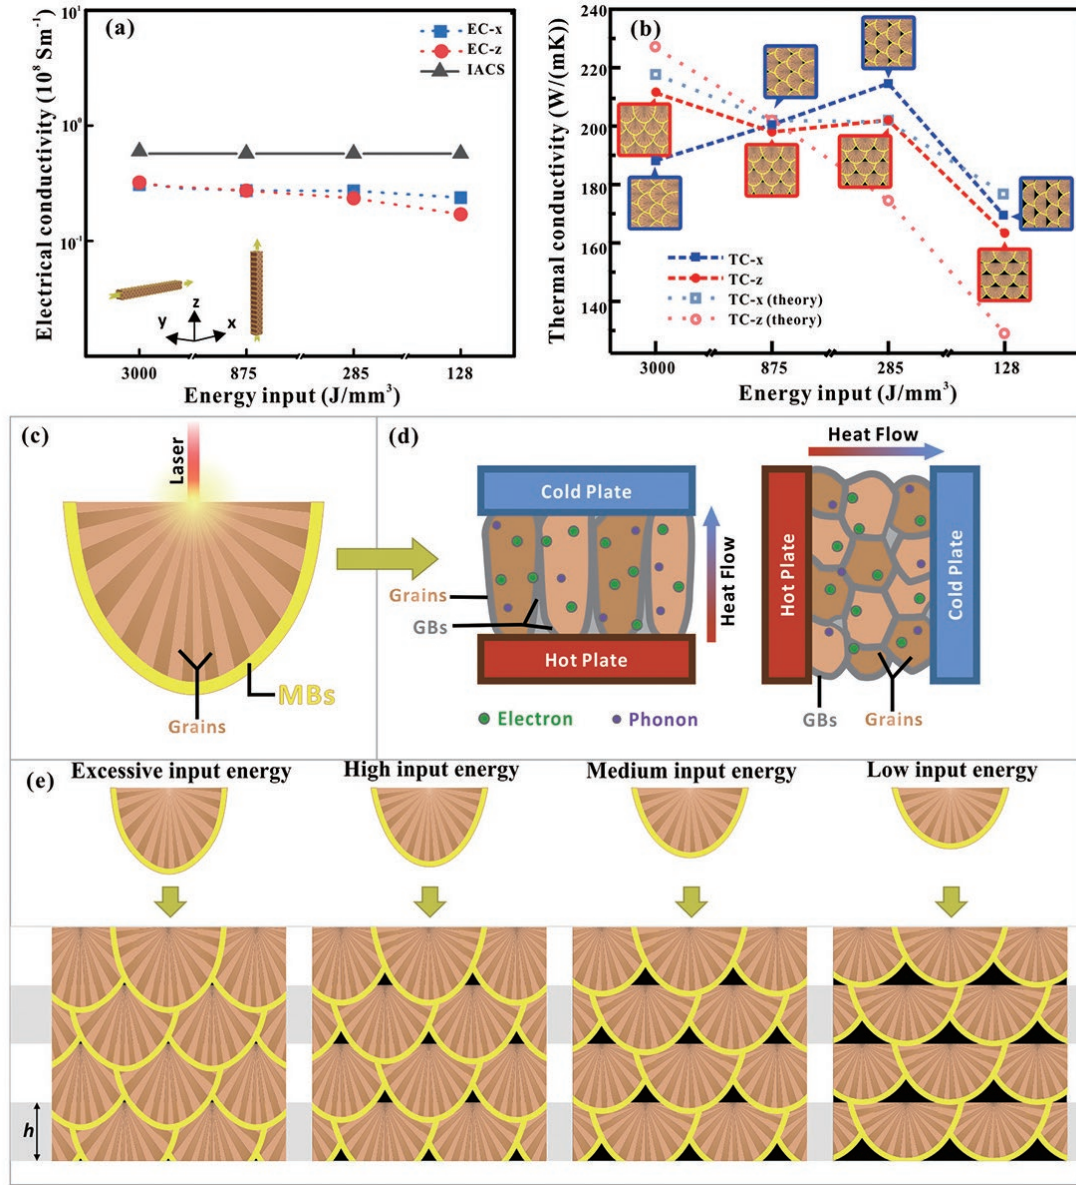 (a)
EC-x
EC-z
IACS
Electrical conductivity (10⁸ Sm⁻¹)
10¹
10⁰
10⁻¹
z
y
x
3000
875
285
128
Energy input (J/mm³)
(b)
Thermal conductivity (W/(mK))
220
200
180
160
140
TC-x
TC-z
TC-x (theory)
TC-z (theory)
3000
875
285
128
Energy input (J/mm³)
(c)
Laser
MBs
Grains
(d)
Cold Plate
Grains
GBs
Hot Plate
Heat Flow
Electron
Phonon
Heat Flow
Hot Plate
Cold Plate
GBs
Grains
(e)
Excessive input energy
High input energy
Medium input energy
Low input energy
h